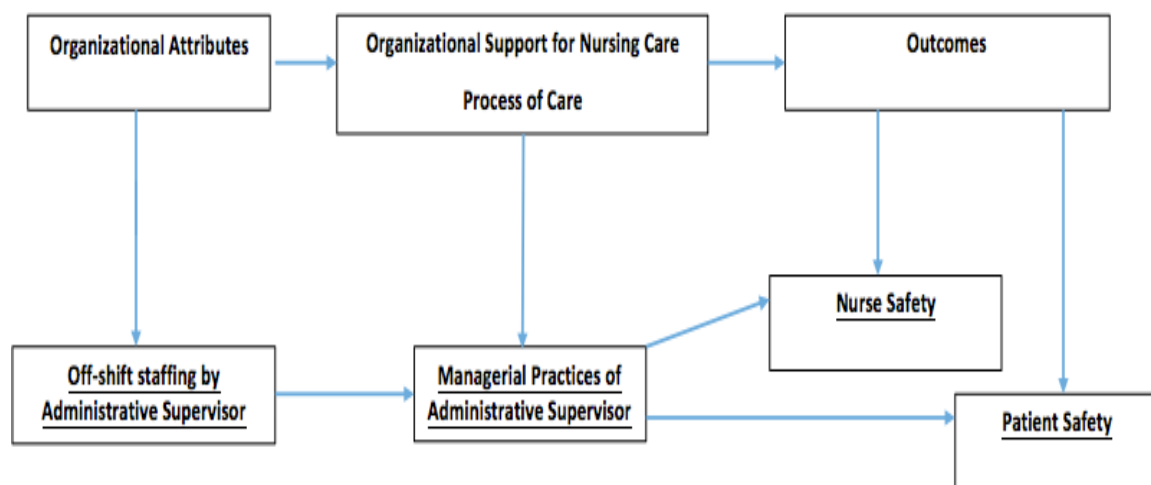 Organizational Attributes
Organizational Support for Nursing Care
Process of Care
Outcomes
Nurse Safety
Off-shift staffing by
Administrative Supervisor
Managerial Practices of
Administrative Supervisor
Patient Safety